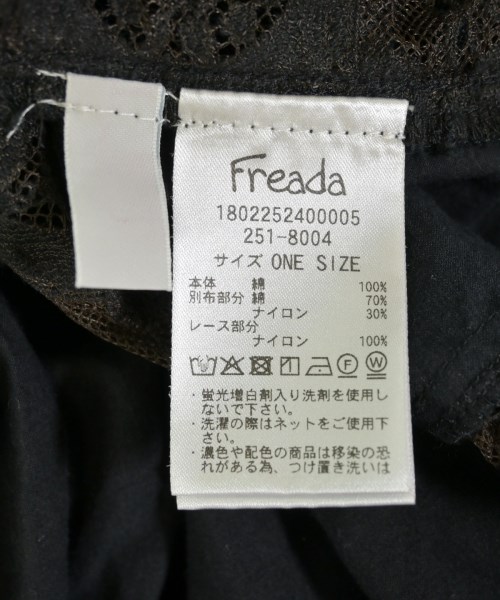 Freada
1802252400005
251-8004
サイズ ONE SIZE
本体 綿 100%
別布部分 綿 70%
ナイロン 30%
レース部分
ナイロン 100%
・蛍光増白剤入り洗剤を使用し
ないで下さい。
・洗濯の際はネットをご使用下
さい。
・濃色や配色の商品は移染の恐
れがある為、つけ置き洗いは